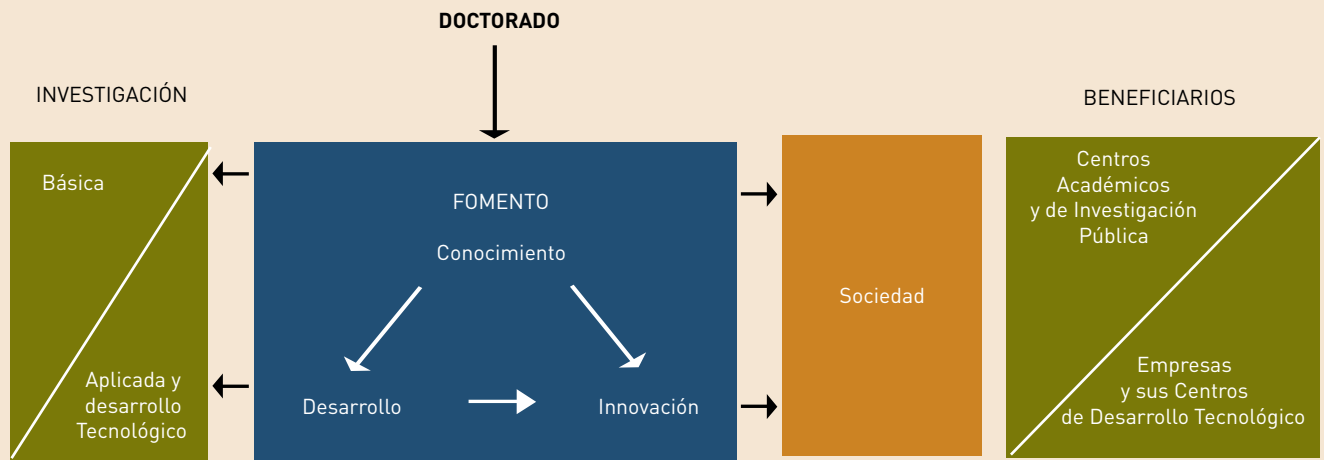 DOCTORADO
INVESTIGACIÓN
BENEFICIARIOS
Básica
Aplicada y
desarrollo
Tecnológico
FOMENTO
Conocimiento
Desarrollo
Innovación
Sociedad
Centros
Académicos
y de Investigación
Pública
Empresas
y sus Centros
de Desarrollo Tecnológico